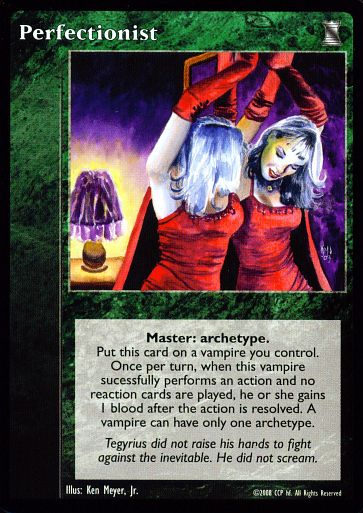 Perfectionist
Master: archetype.
Put this card on a vampire you control.
Once per turn, when this vampire
sucessfully performs an action and no
reaction cards are played, he or she gains
1 blood after the action is resolved. A
vampire can have only one archetype.
Tegyrius did not raise his hands to fight
against the inevitable. He did not scream.
Illus: Ken Meyer, Jr.
©2008 CCP hf. All Rights Reserved